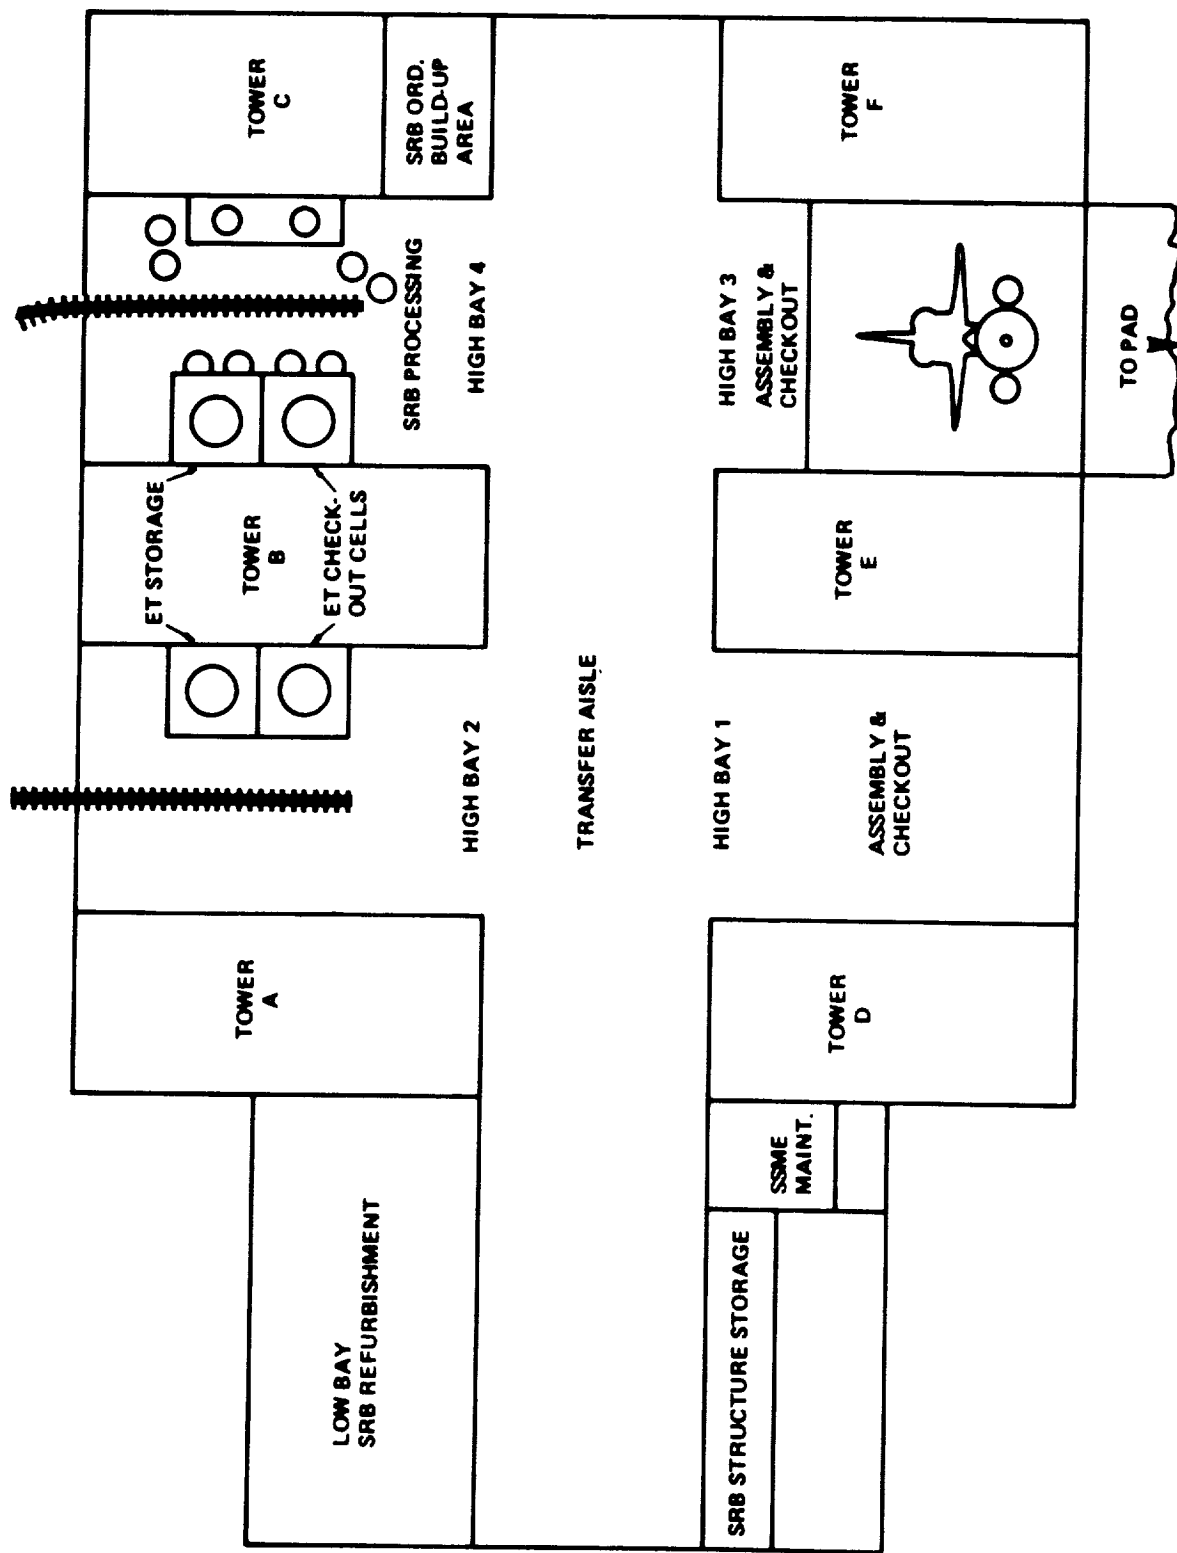 TOWER
C
SRB ORD.
BUILD-UP
AREA
SRB PROCESSING
HIGH BAY 4
ET STORAGE
TOWER
B
ET CHECK-
OUT CELLS
HIGH BAY 2
TOWER
A
LOW BAY
SRB REFURBISHMENT
TRANSFER AISLE
TOWER
F
HIGH BAY 3
ASSEMBLY &
CHECKOUT
TO PAD
TOWER
E
HIGH BAY 1
ASSEMBLY &
CHECKOUT
TOWER
D
SSME
MAINT.
SRB STRUCTURE STORAGE